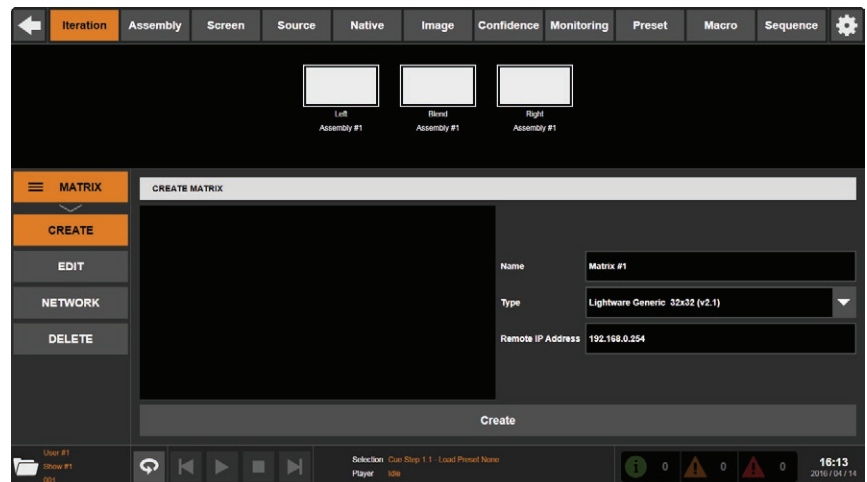 Iteration Assembly Screen Source Native Image Confidence Monitoring Preset Macro Sequence
Left Blend Right
Assembly #1 Assembly #1 Assembly #1
MATRIX
CREATE MATRIX
CREATE
EDIT
NETWORK
DELETE
Name Matrix #1
Type Lightware Generic 32x32 (v2.1)
Remote IP Address 192.168.0.254
Create
User #1
Show #1
001
Selection Cue Step 1.1 - Load Preset None
Player Idle
0 0 0
16:13
2016 / 04 / 14